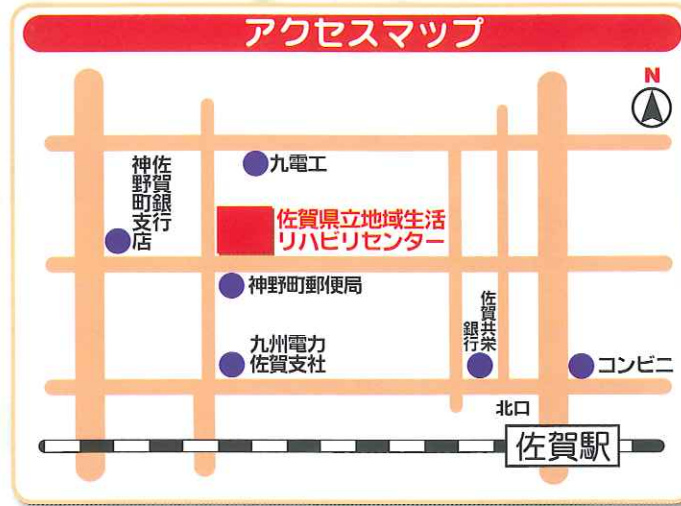 アクセスマップ
N
九電工
佐賀銀行
神野町支店
佐賀県立地域生活
リハビリセンター
神野町郵便局
九州電力
佐賀支社
佐賀共栄
銀行
コンビニ
北口
佐賀駅